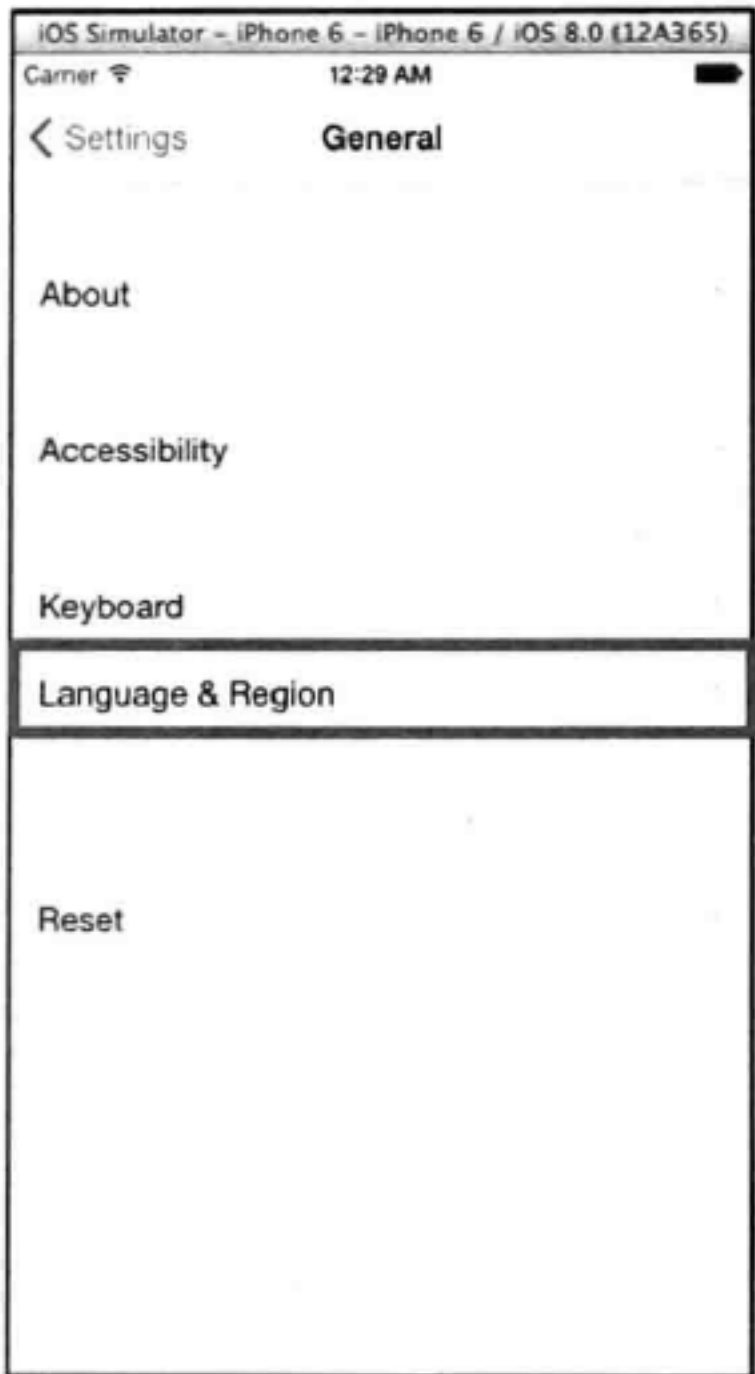 iOS Simulator – iPhone 6 – iPhone 6 / iOS 8.0 (12A365)
Carrier 12:29 AM
Settings General
About
Accessibility
Keyboard
Language & Region
Reset